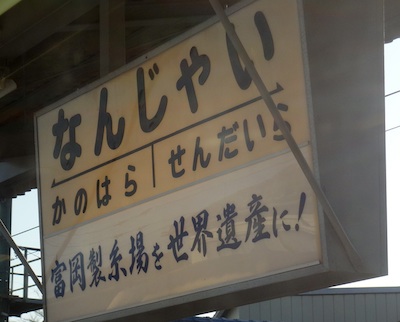 なんじゃい
かのはら せんだいら
富岡製糸場を世界遺産に!